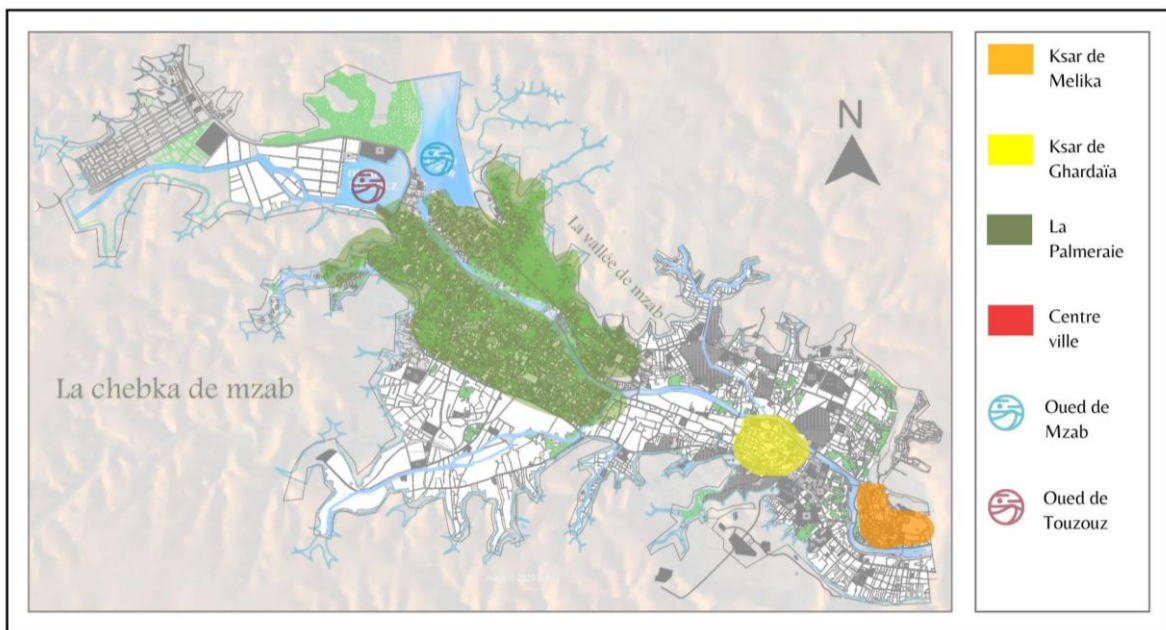 N
La vallée de mzab
La chebka de mzab
Ksar de
Melika
Ksar de
Ghardaïa
La
Palmeraie
Centre
ville
Oued de
Mzab
Oued de
Touzouz